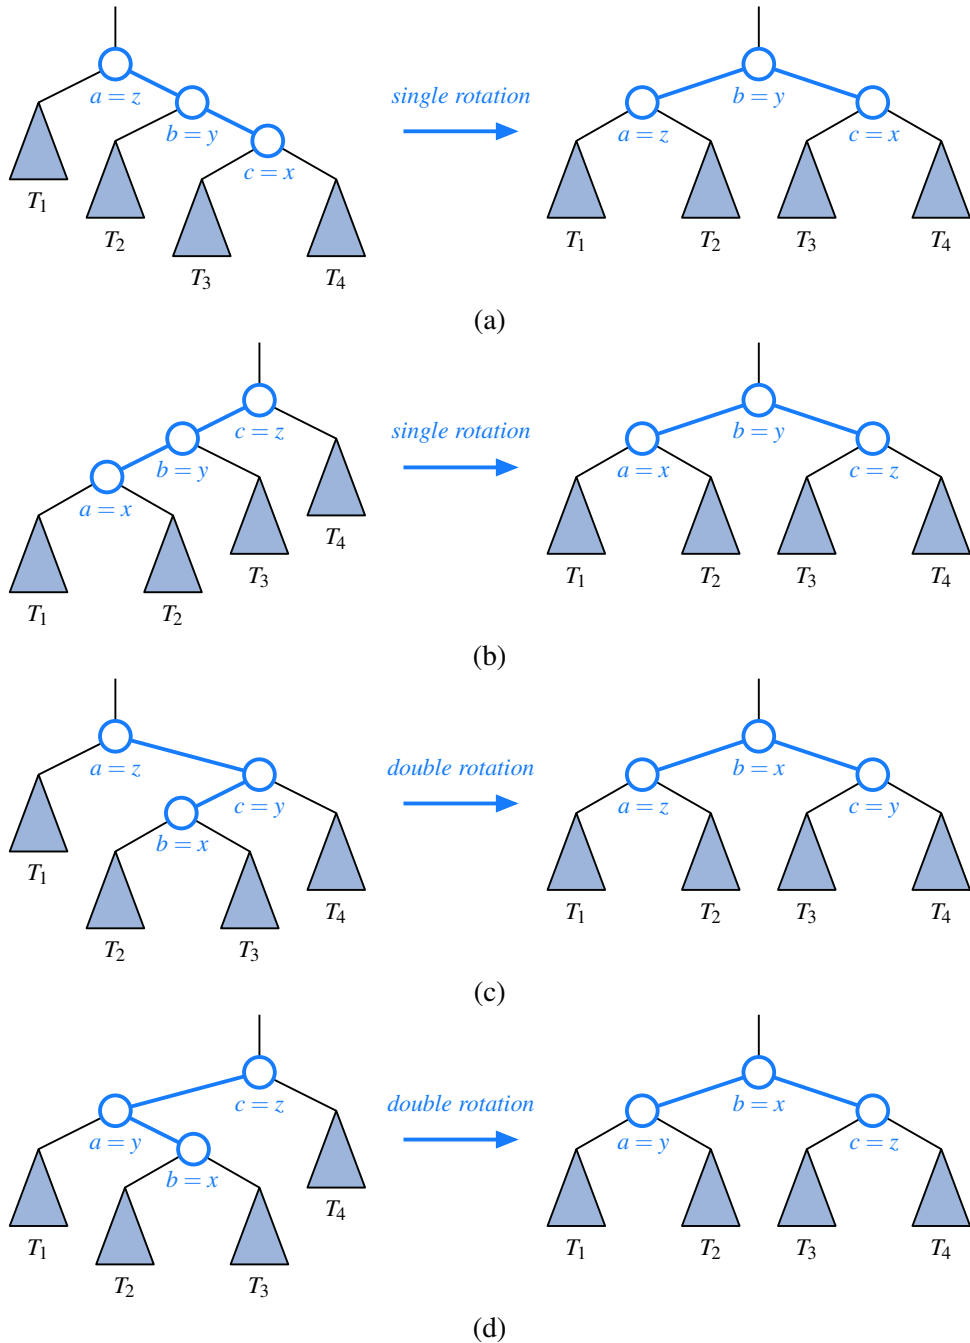 a = z
single rotation
b = y
b = y
a = z
c = x
c = x
T1
T2
T3
T4
T1
T2
T3
T4
(a)
c = z
single rotation
b = y
b = y
a = x
c = z
a = x
T4
T3
T1
T2
T1
T2
T3
T4
(b)
a = z
double rotation
b = x
c = y
a = z
c = y
b = x
T1
T4
T2
T3
T1
T2
T3
T4
(c)
c = z
double rotation
b = x
a = y
a = y
c = z
b = x
T4
T1
T2
T3
T1
T2
T3
T4
(d)